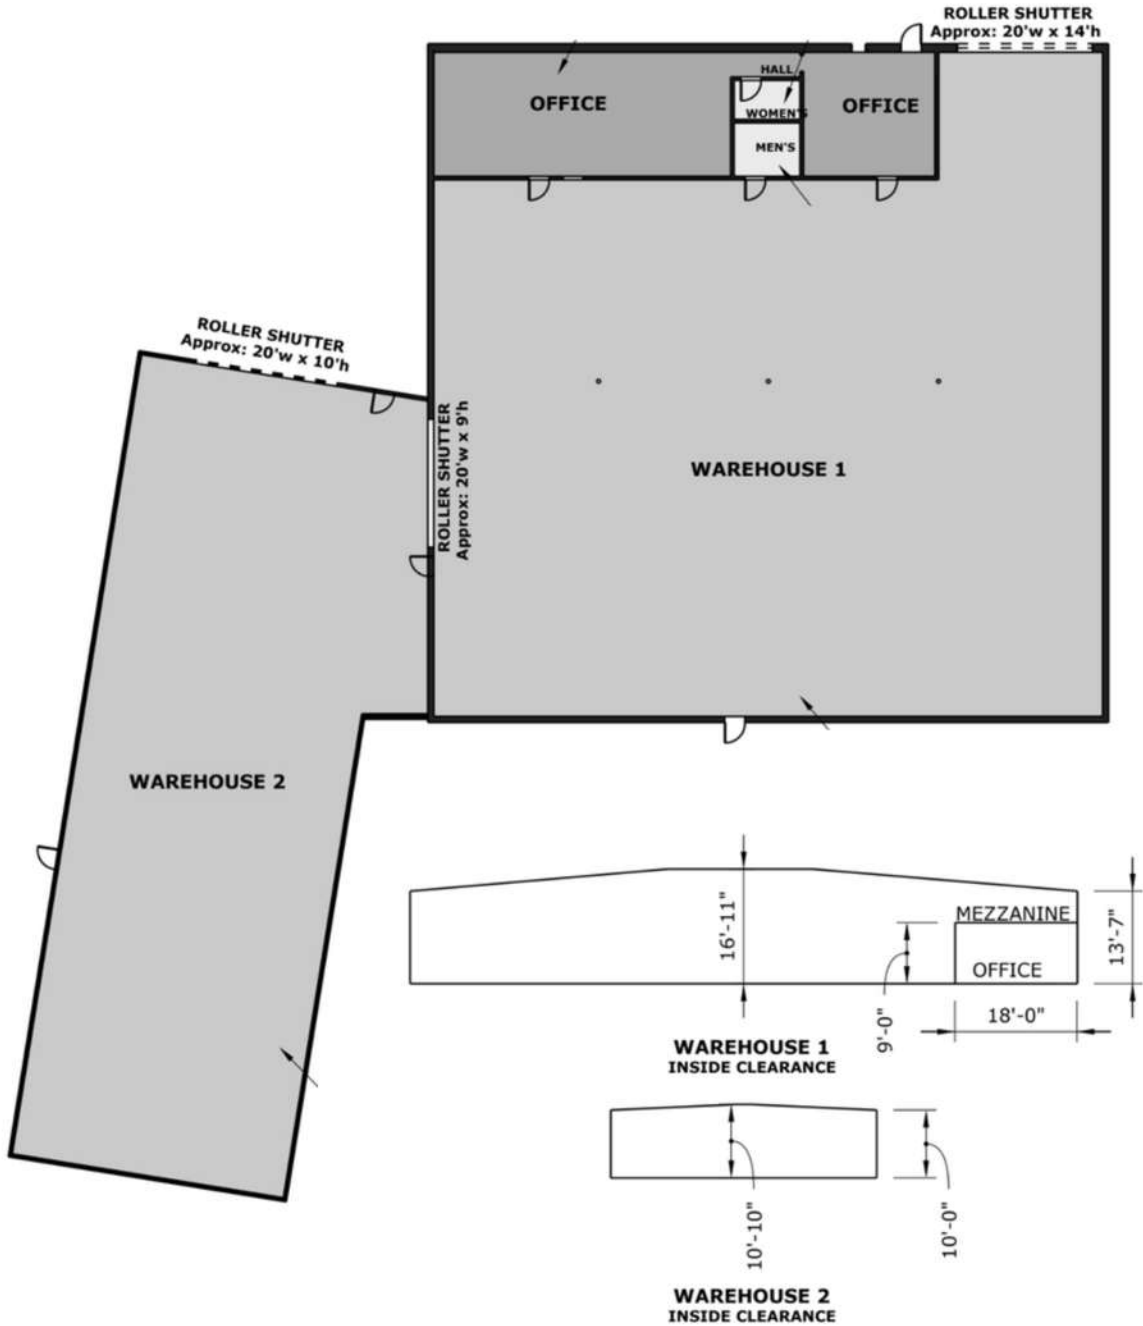 ROLLER SHUTTER
Approx: 20'w x 14'h
HALL
OFFICE
OFFICE
WOMEN'S
MEN'S
ROLLER SHUTTER
Approx: 20'w x 10'h
ROLLER SHUTTER
Approx: 20'w x 9'h
WAREHOUSE 1
WAREHOUSE 2
16'-11"
MEZZANINE
OFFICE
13'-7"
9'-0"
18'-0"
WAREHOUSE 1
INSIDE CLEARANCE
10'-10"
10'-0"
WAREHOUSE 2
INSIDE CLEARANCE